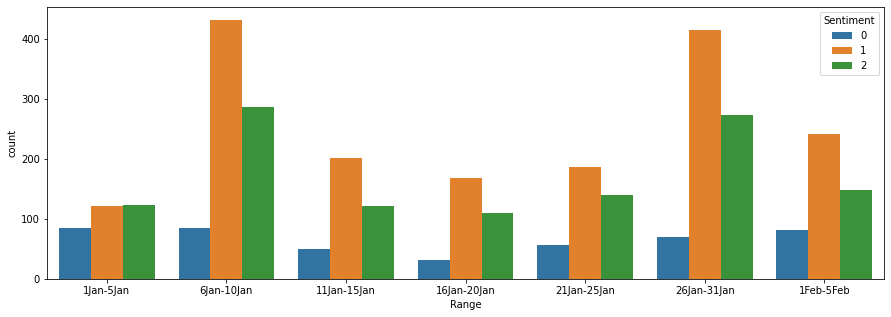 Sentiment
0
1
2
400
300
200
100
0
count
1Jan-5Jan
6Jan-10Jan
11Jan-15Jan
16Jan-20Jan
21Jan-25Jan
26Jan-31Jan
1Feb-5Feb
Range